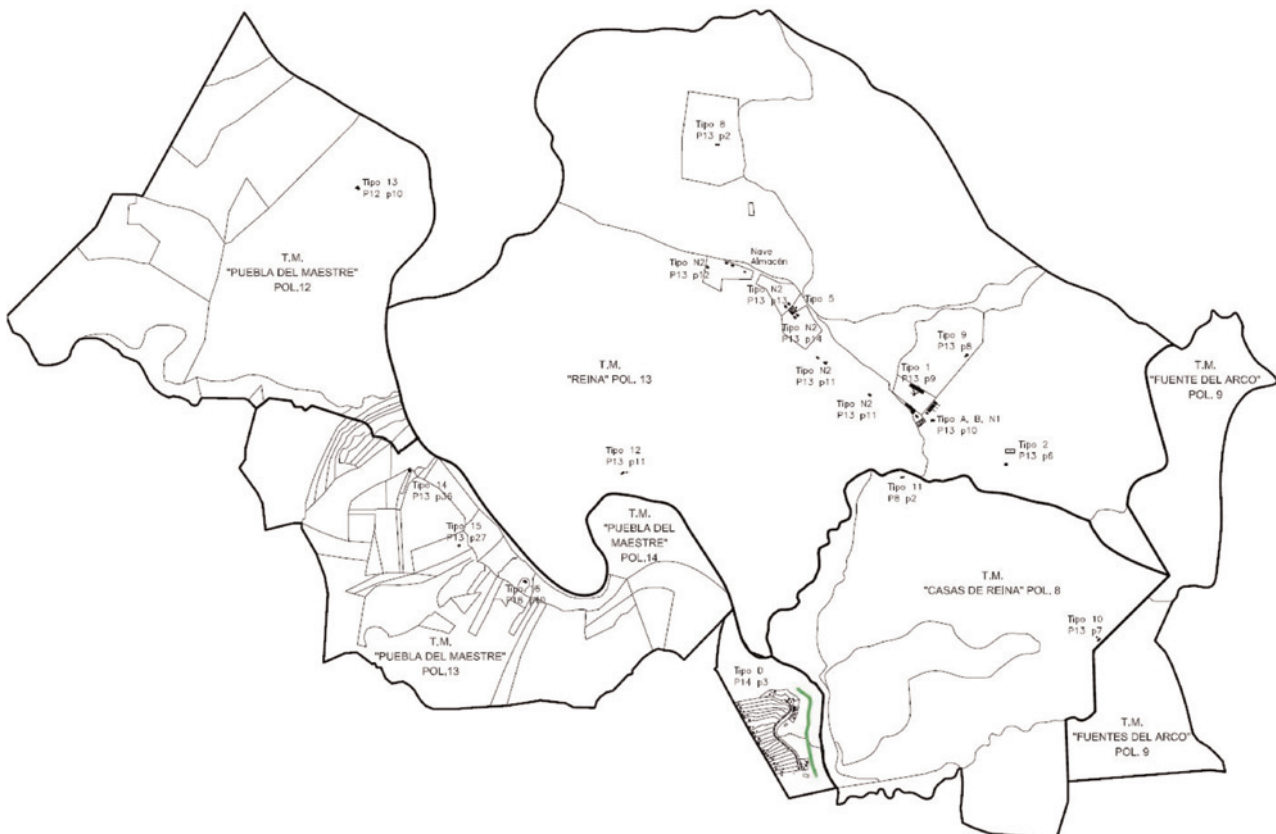 Tipo 8
P13 p2
Tipo 13
P12 p10
T.M.
"PUEBLA DEL MAESTRE"
POL.12
Nave
Almacén
Tipo N2
P13 p12
Tipo N2
P13 p13
Tipo 5
Tipo N2
P13 p14
Tipo 9
P13 p8
T.M.
"REINA" POL. 13
Tipo N2
P13 p11
Tipo 1
P13 p9
T.M.
"FUENTE DEL ARCO"
POL. 9
Tipo N2
P13 p11
Tipo A, B, N1
P13 p10
Tipo 2
P13 p6
Tipo 12
P13 p11
Tipo 11
P8 p2
Tipo 14
P13 p36
T.M.
"PUEBLA DEL
MAESTRE"
POL.14
Tipo 15
P13 p27
T.M.
"CASAS DE REINA" POL. 8
Tipo 10
P13 p7
T.M.
"PUEBLA DEL MAESTRE"
POL.13
Tipo D
P14 p3
T.M.
"FUENTES DEL ARCO"
POL. 9